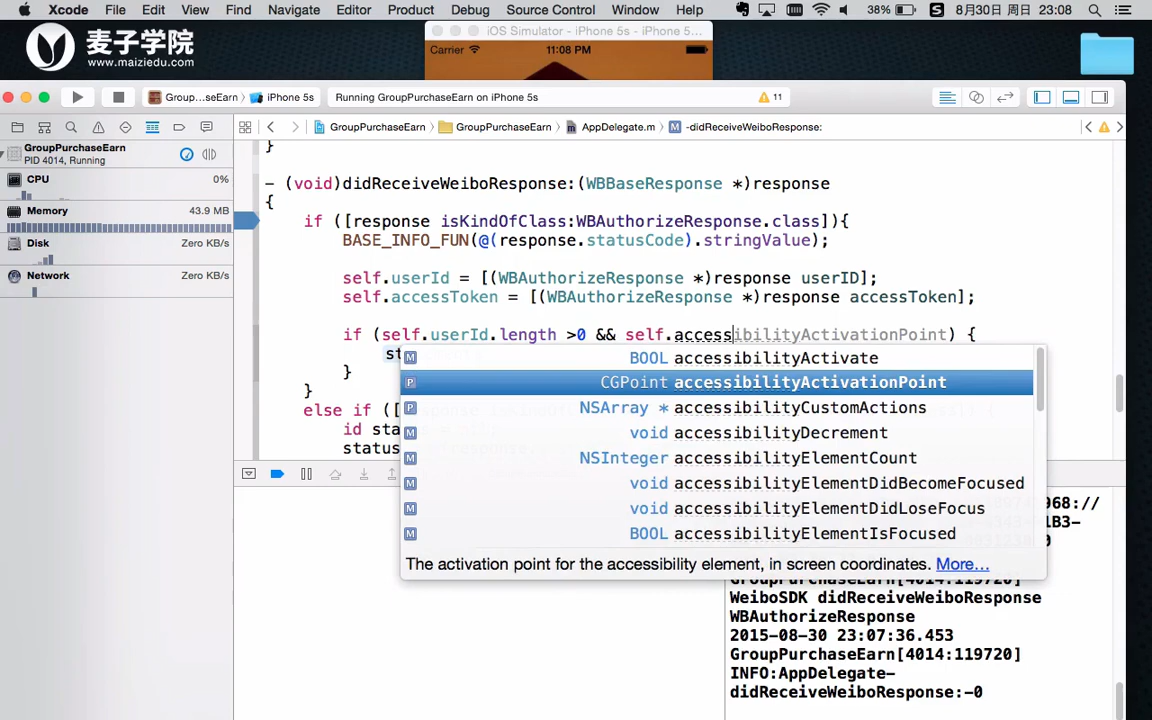 Xcode File Edit View Find Navigate Editor Product Debug Source Control Window Help 38% 8月30日 周日 23:08
麦子学院
www.maiziedu.com
iOS Simulator - iPhone 5s - iPhone 5...
Carrier 11:08 PM
Group...seEarn iPhone 5s Running GroupPurchaseEarn on iPhone 5s 11
GroupPurchaseEarn GroupPurchaseEarn AppDelegate.m M -didReceiveWeiboResponse:
GroupPurchaseEarn
PID 4014, Running
CPU 0%
Memory 43.9 MB
Disk Zero KB/s
Network Zero KB/s
}
- (void)didReceiveWeiboResponse:(WBBaseResponse *)response
{
if ([response isKindOfClass:WBAuthorizeResponse.class]){
BASE_INFO_FUN(@(response.statusCode).stringValue);
self.userId = [(WBAuthorizeResponse *)response userID];
self.accessToken = [(WBAuthorizeResponse *)response accessToken];
if (self.userId.length >0 && self.accessibilityActivationPoint) {
st
}
}
else if ([
id sta
status
M BOOL accessibilityActivate
P CGPoint accessibilityActivationPoint
P NSArray * accessibilityCustomActions
M void accessibilityDecrement
M NSInteger accessibilityElementCount
M void accessibilityElementDidBecomeFocused
M void accessibilityElementDidLoseFocus
M BOOL accessibilityElementIsFocused
The activation point for the accessibility element, in screen coordinates. More...
968://
1B3-
-0
GroupPurchaseEarn[4014:119720]
WeiboSDK didReceiveWeiboResponse
WBAuthorizeResponse
2015-08-30 23:07:36.453
GroupPurchaseEarn[4014:119720]
INFO:AppDelegate-
didReceiveWeiboResponse:-0